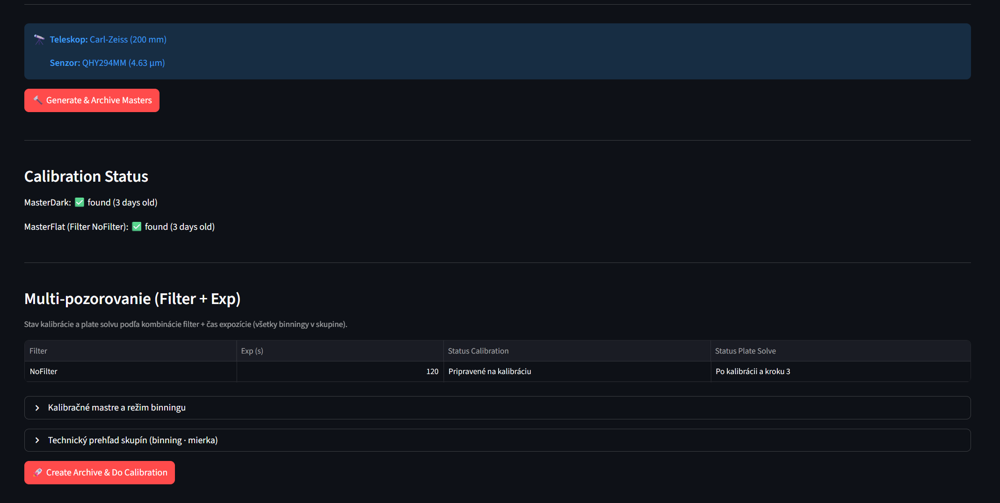 Teleskop: Carl-Zeiss (200 mm)
Senzor: QHY294MM (4.63 µm)
Generate & Archive Masters
Calibration Status
MasterDark: ✅ found (3 days old)
MasterFlat (Filter NoFilter): ✅ found (3 days old)
Multi-pozorovanie (Filter + Exp)
Stav kalibrácie a plate solvu podľa kombinácie filter + čas expozície (všetky binningy v skupine).
Filter Exp (s) Status Calibration Status Plate Solve
NoFilter 120 Pripravené na kalibráciu Po kalibrácii a kroku 3
Kalibračné mastre a režim binningu
Technický prehľad skupín (binning · mierka)
Create Archive & Do Calibration